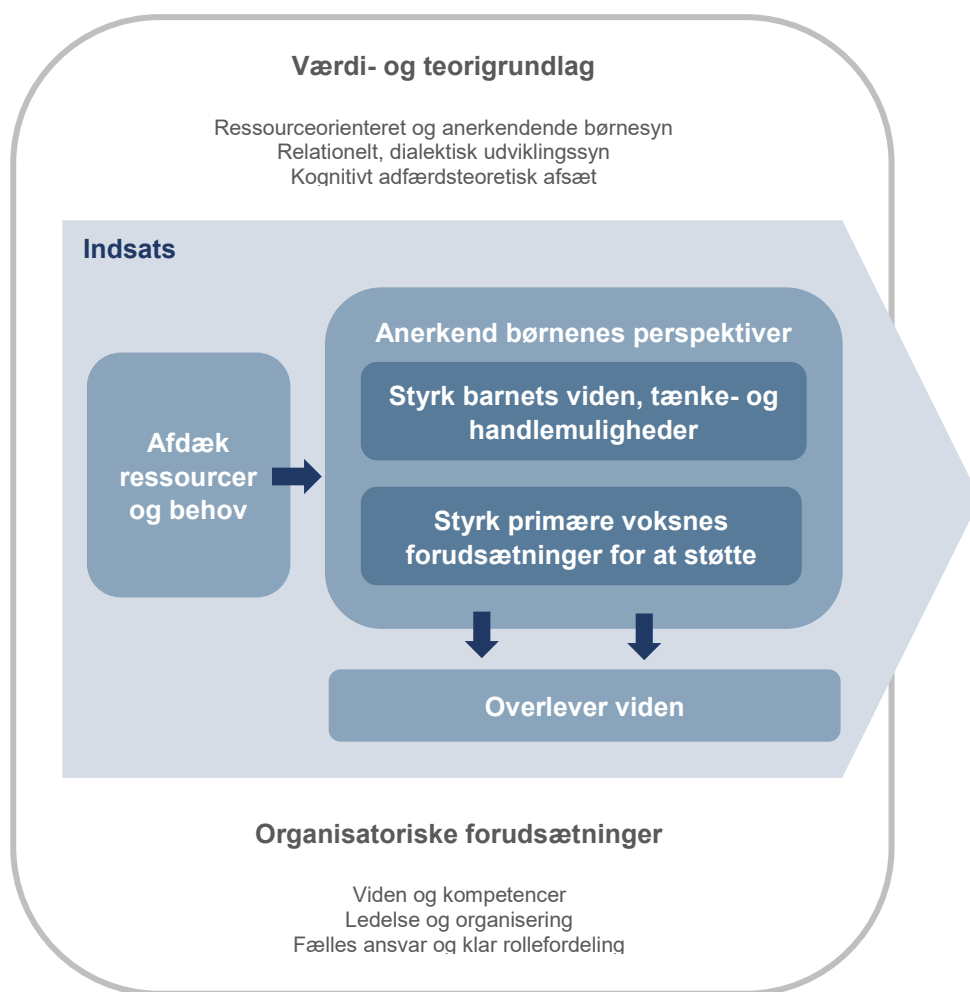 Værdi- og teorigrundlag
Ressourceorienteret og anerkendende børnesyn
Relationelt, dialektisk udviklingssyn
Kognitivt adfærdsteoretisk afsæt
Indsats
Afdæk
ressourcer
og behov
Anerkend børnenes perspektiver
Styrk barnets viden, tænke- og
handlemuligheder
Styrk primære voksnes
forudsætninger for at støtte
Overlever viden
Organisatoriske forudsætninger
Viden og kompetencer
Ledelse og organisering
Fælles ansvar og klar rollefordeling